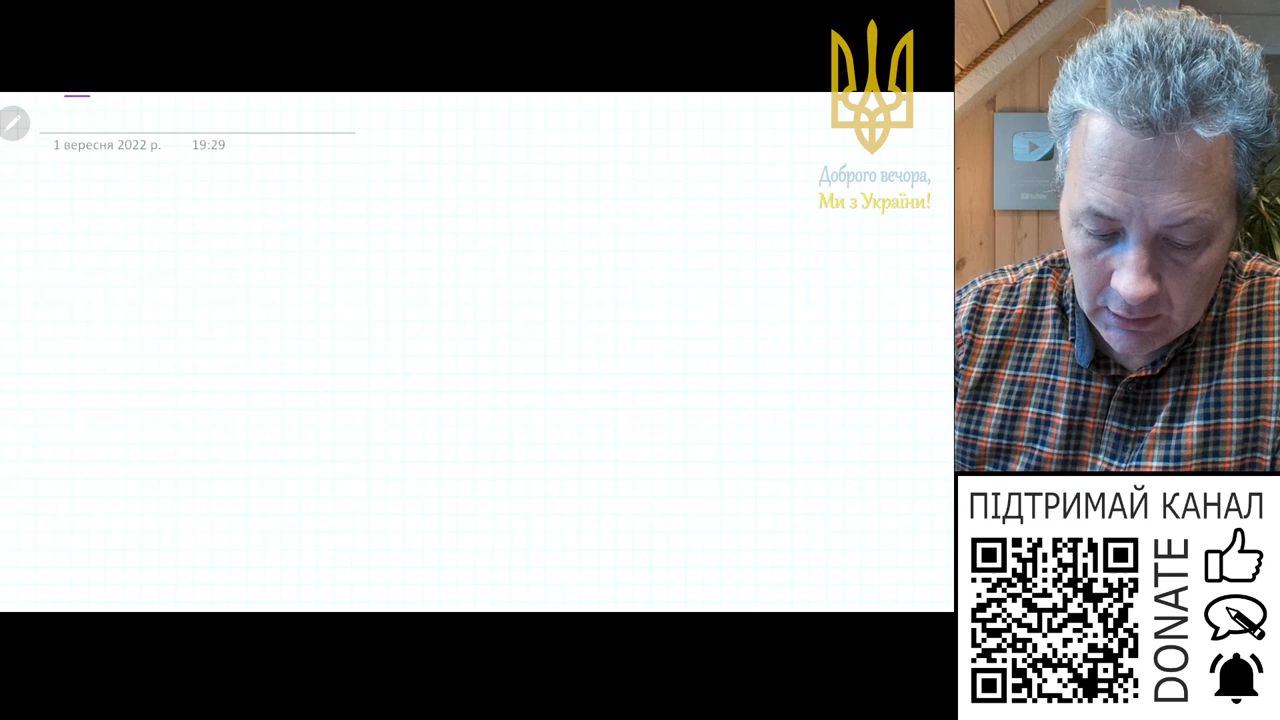 1 вересня 2022 р. 19:29
Доброго вечора,
Ми з України!
ПІДТРИМАЙ КАНАЛ
DONATE